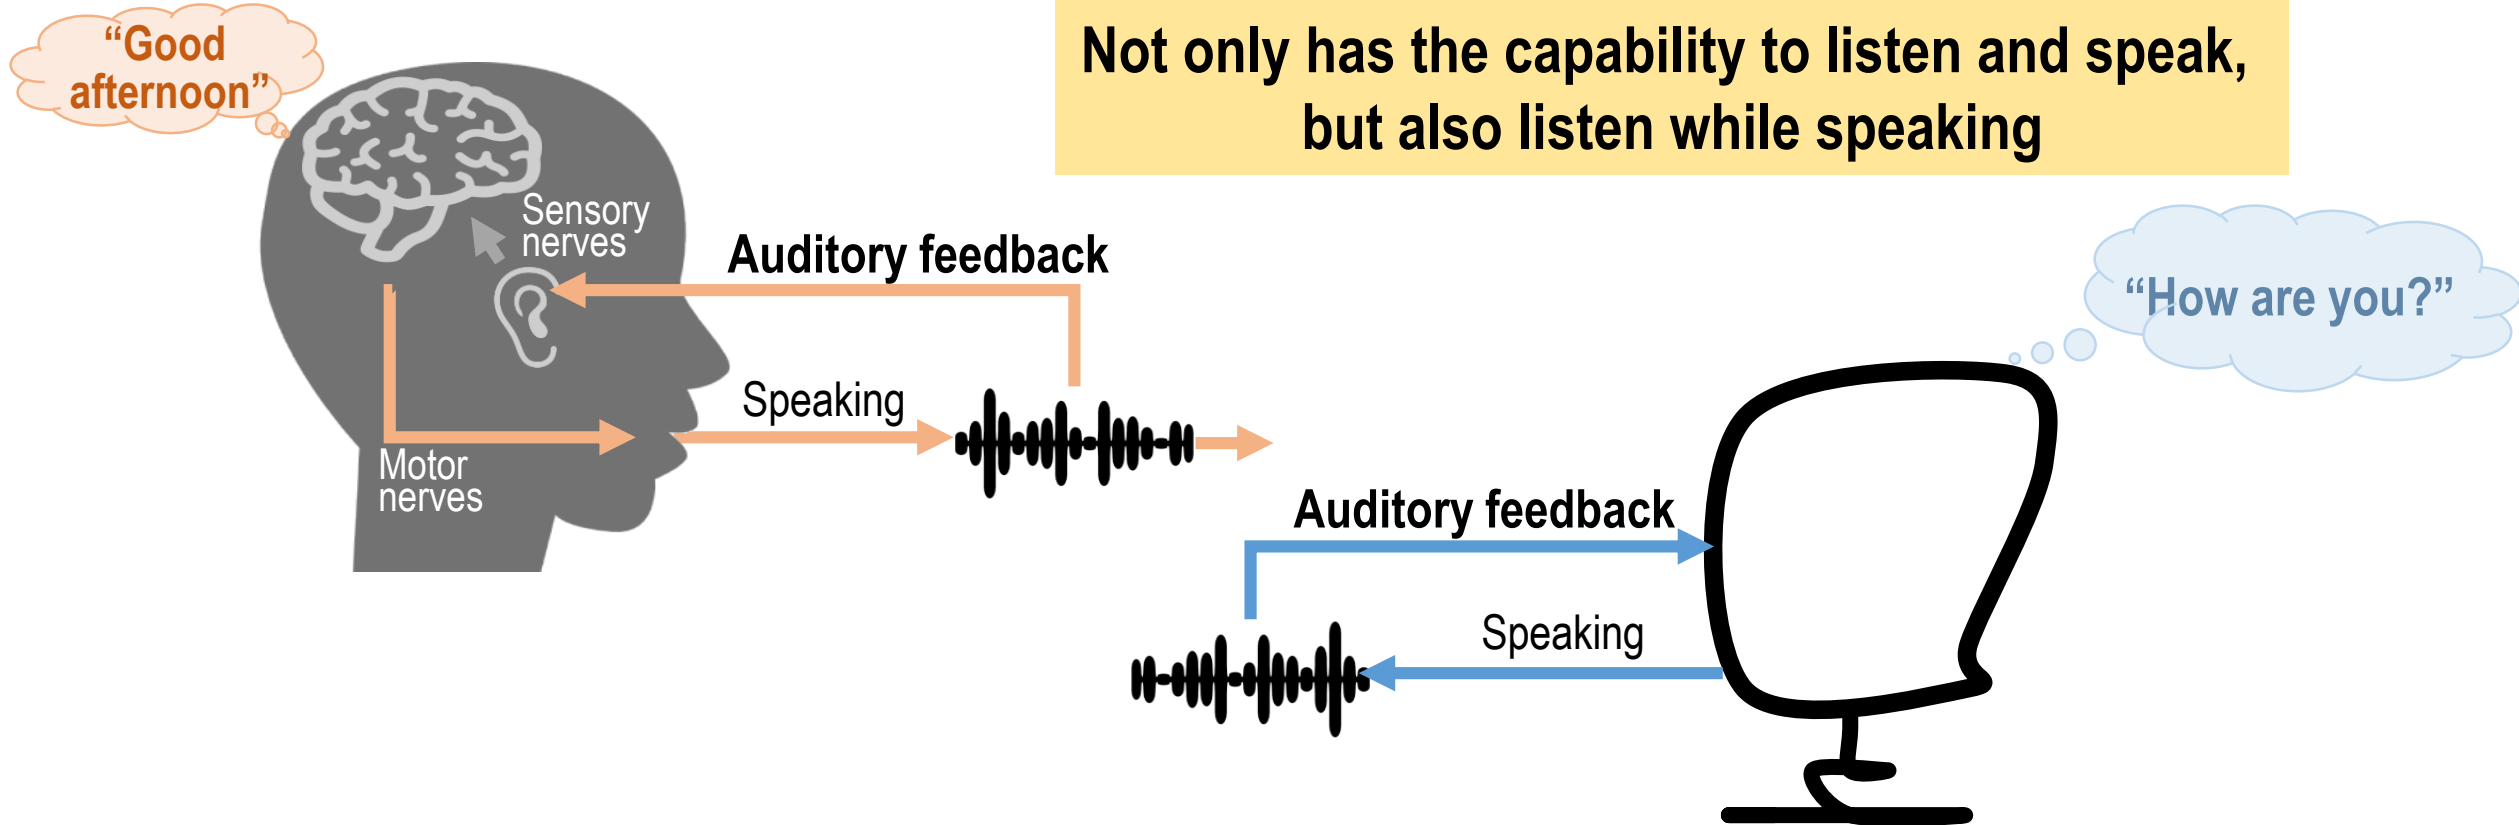 “Good
afternoon”
Not only has the capability to listen and speak,
but also listen while speaking
Sensory
nerves
Auditory feedback
“How are you?”
Speaking
Motor
nerves
Auditory feedback
Speaking